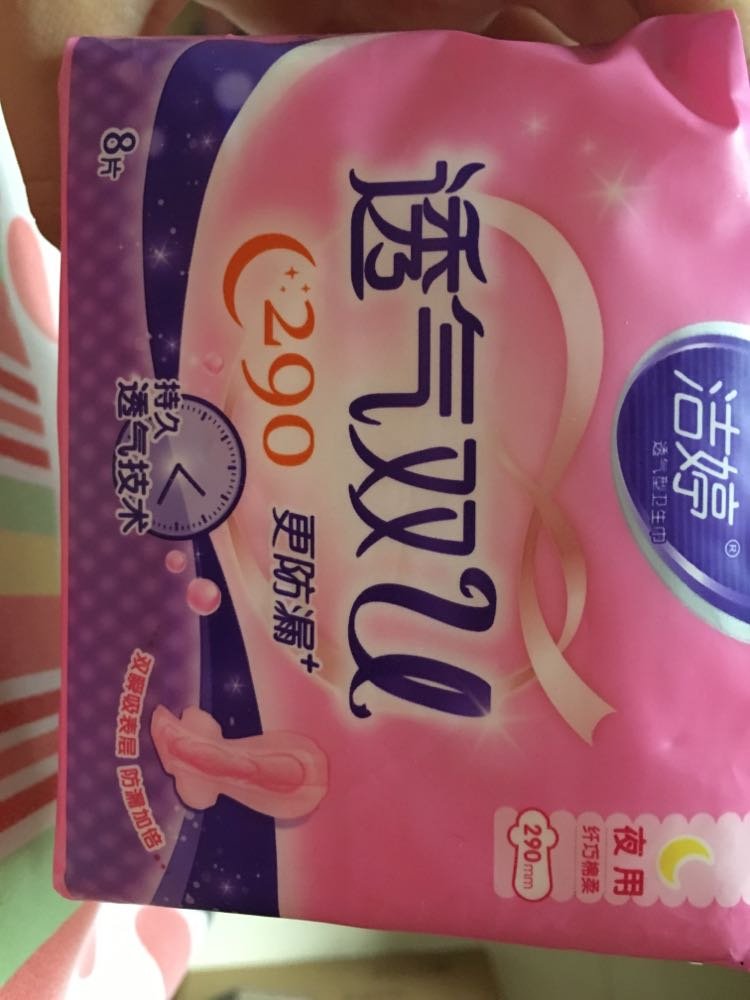 洁婷®
透气型卫生巾
夜用
纤巧棉柔
290mm
透气双U
290
更防漏+
8片
持久
透气技术
双瞬吸表层 防漏加倍